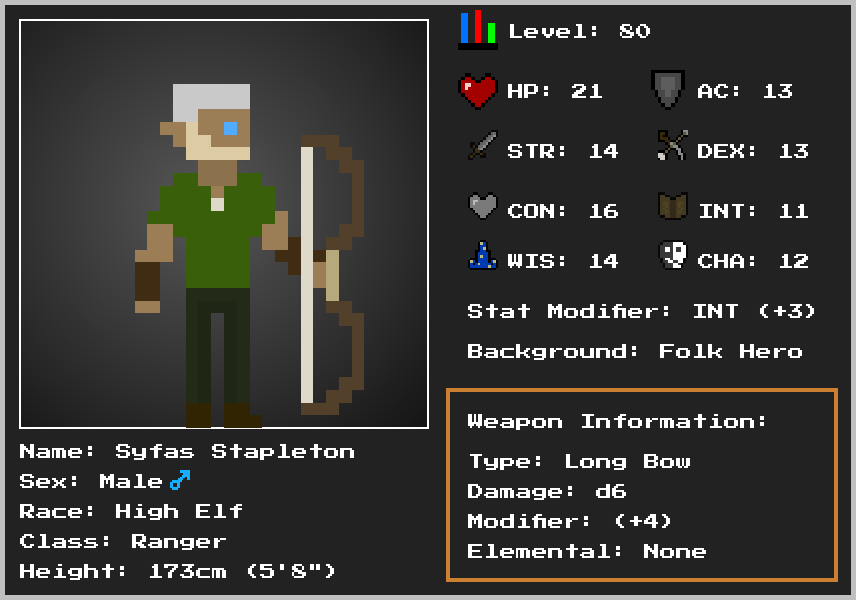 Level: 80
HP: 21 AC: 13
STR: 14 DEX: 13
CON: 16 INT: 11
WIS: 14 CHA: 12
Stat Modifier: INT (+3)
Background: Folk Hero
Weapon Information:
Type: Long Bow
Damage: d6
Modifier: (+4)
Elemental: None
Name: Syfas Stapleton
Sex: Male ♂
Race: High Elf
Class: Ranger
Height: 173cm (5'8")